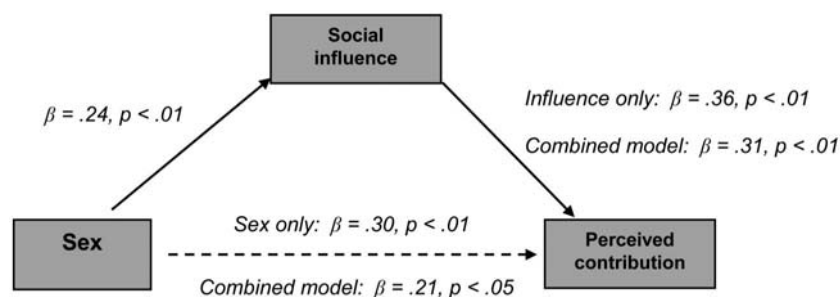 Social
influence
β = .24, p < .01
Influence only: β = .36, p < .01
Combined model: β = .31, p < .01
Sex
Sex only: β = .30, p < .01
Combined model: β = .21, p < .05
Perceived
contribution